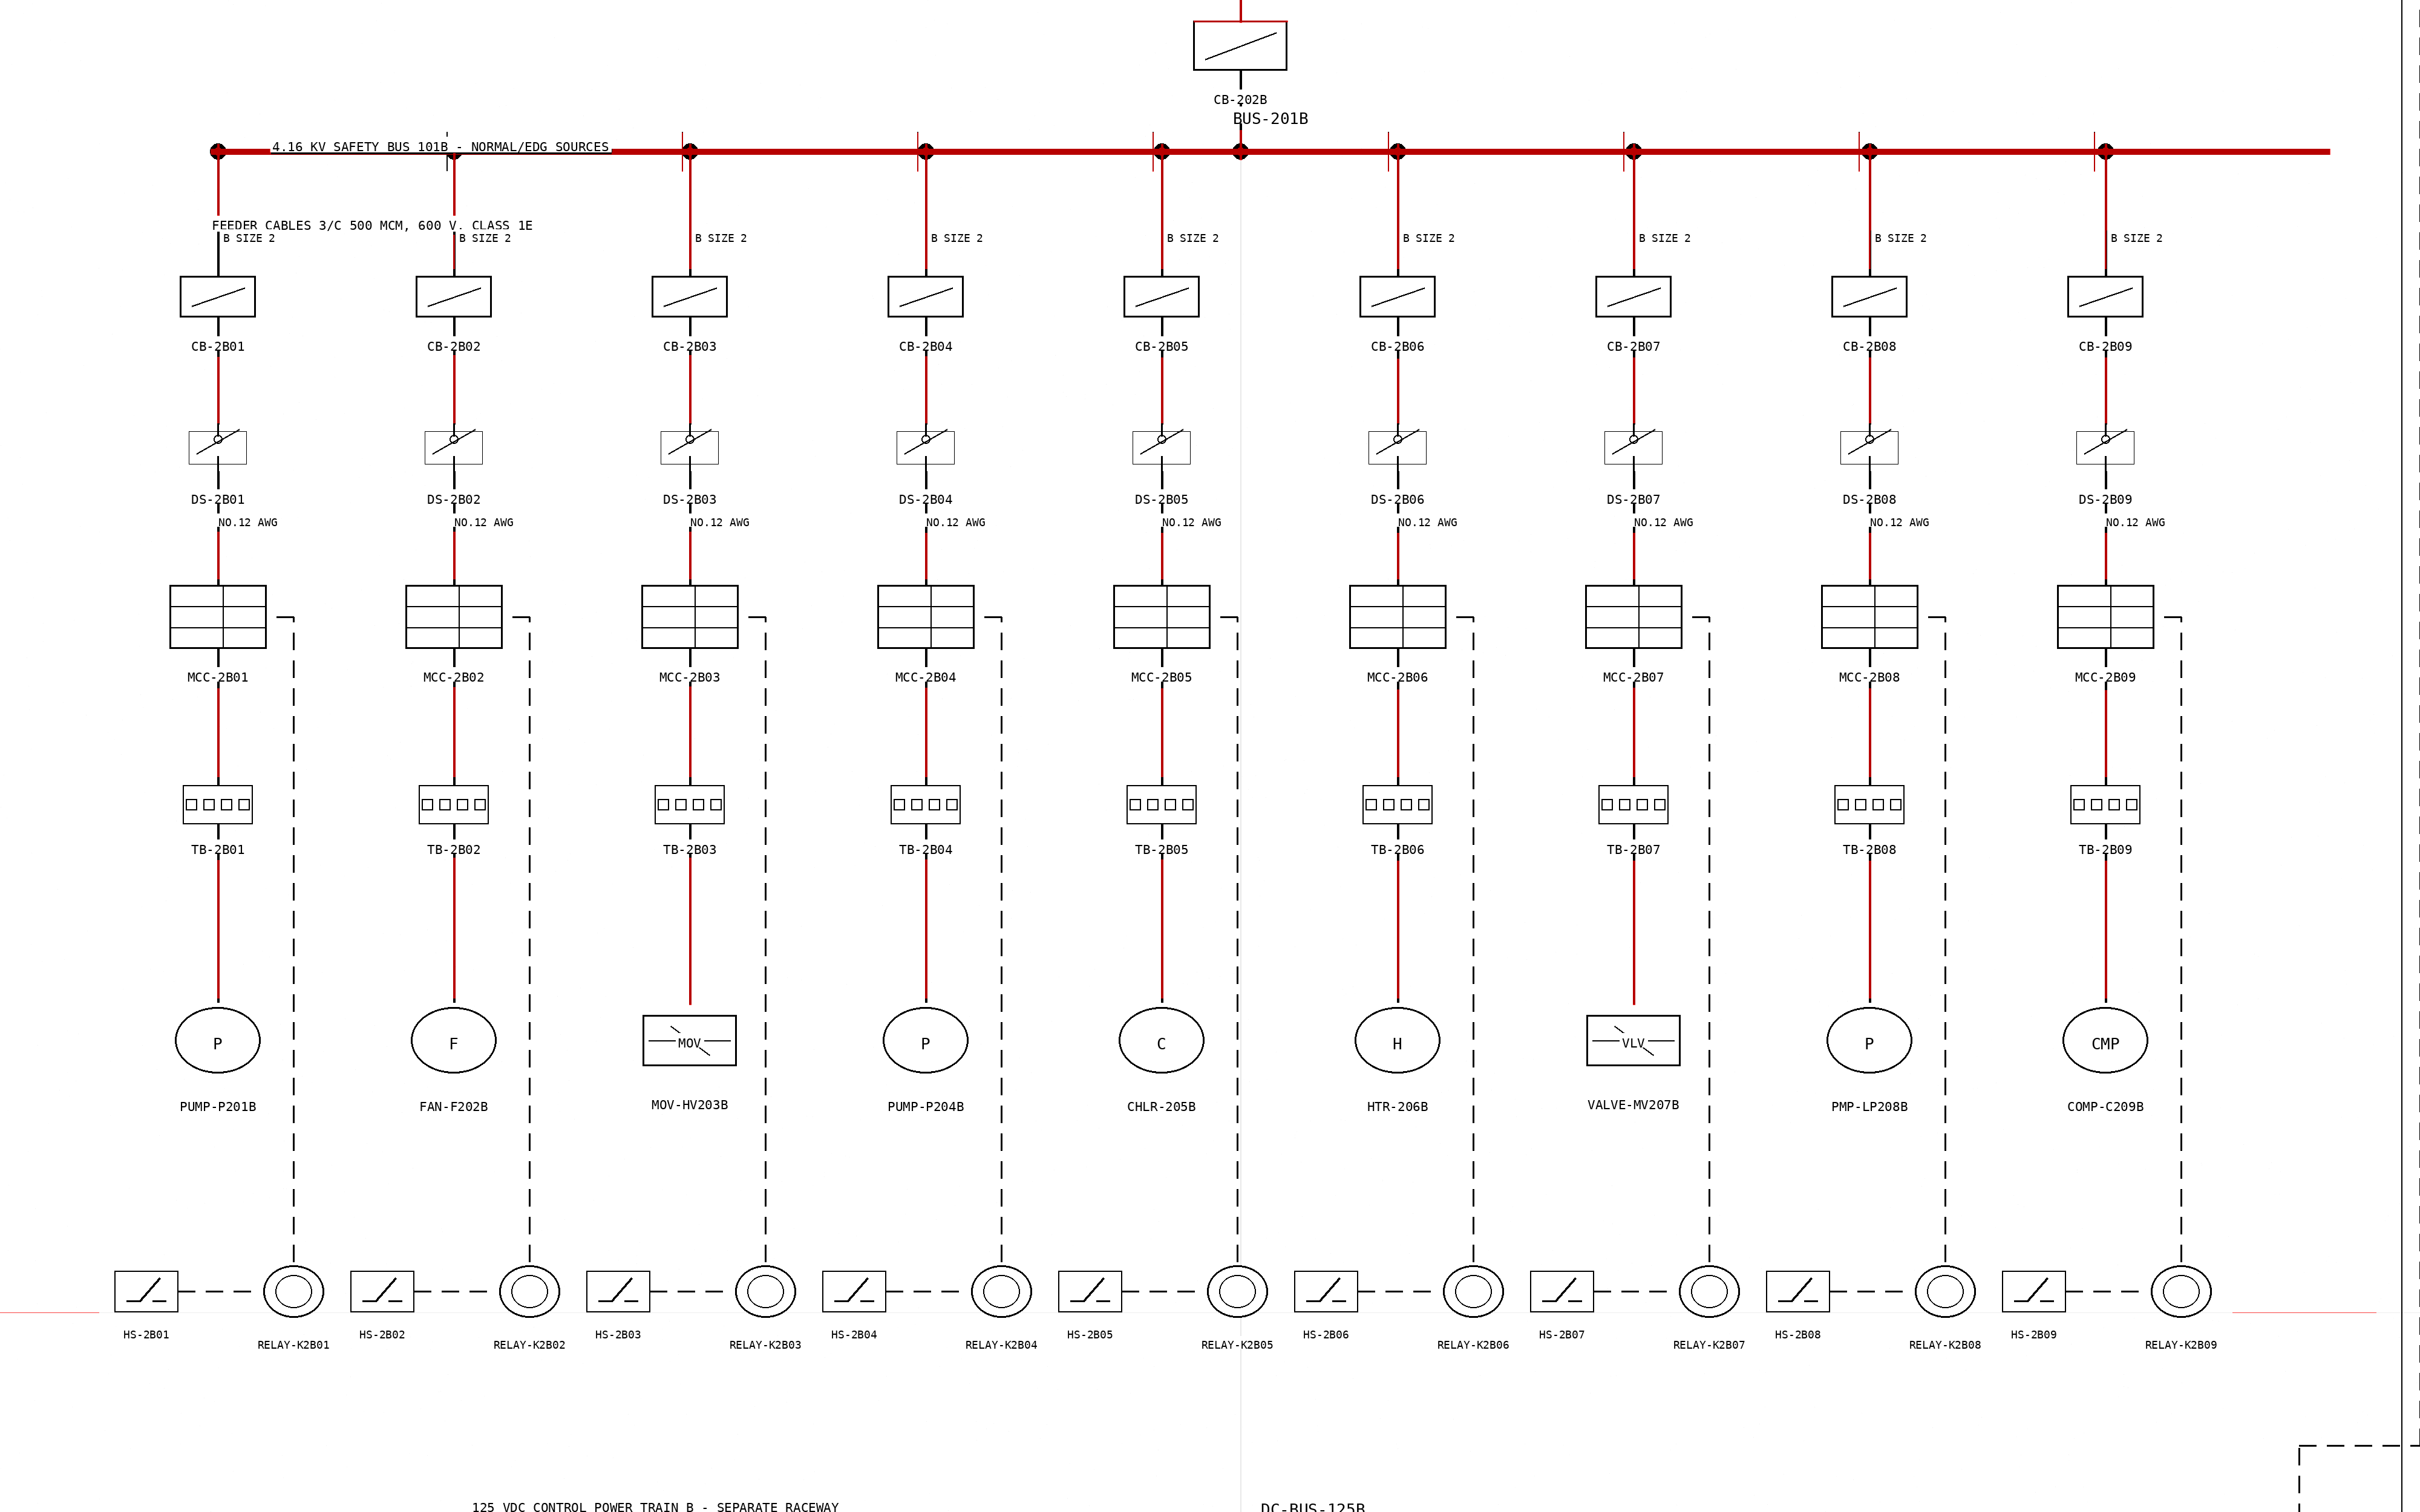 CB-202B
BUS-201B
4.16 KV SAFETY BUS 101B - NORMAL/EDG SOURCES
FEEDER CABLES 3/C 500 MCM, 600 V. CLASS 1E
B SIZE 2 B SIZE 2 B SIZE 2 B SIZE 2 B SIZE 2 B SIZE 2 B SIZE 2 B SIZE 2 B SIZE 2
CB-2B01 CB-2B02 CB-2B03 CB-2B04 CB-2B05 CB-2B06 CB-2B07 CB-2B08 CB-2B09
DS-2B01 DS-2B02 DS-2B03 DS-2B04 DS-2B05 DS-2B06 DS-2B07 DS-2B08 DS-2B09
NO.12 AWG NO.12 AWG NO.12 AWG NO.12 AWG NO.12 AWG NO.12 AWG NO.12 AWG NO.12 AWG NO.12 AWG
MCC-2B01 MCC-2B02 MCC-2B03 MCC-2B04 MCC-2B05 MCC-2B06 MCC-2B07 MCC-2B08 MCC-2B09
TB-2B01 TB-2B02 TB-2B03 TB-2B04 TB-2B05 TB-2B06 TB-2B07 TB-2B08 TB-2B09
P F MOV P C H VLV P CMP
PUMP-P201B FAN-F202B MOV-HV203B PUMP-P204B CHLR-205B HTR-206B VALVE-MV207B PMP-LP208B COMP-C209B
HS-2B01 HS-2B02 HS-2B03 HS-2B04 HS-2B05 HS-2B06 HS-2B07 HS-2B08 HS-2B09
RELAY-K2B01 RELAY-K2B02 RELAY-K2B03 RELAY-K2B04 RELAY-K2B05 RELAY-K2B06 RELAY-K2B07 RELAY-K2B08 RELAY-K2B09
125 VDC CONTROL POWER TRAIN B - SEPARATE RACEWAY
DC-BUS-125B